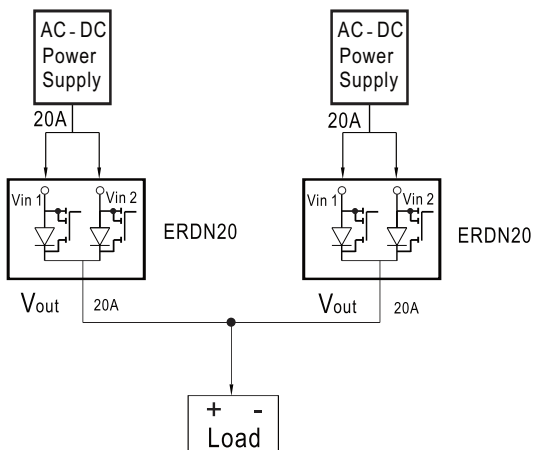 AC - DC
Power
Supply
AC - DC
Power
Supply
20A
20A
Vin 1
Vin 2
ERDN20
Vin 1
Vin 2
ERDN20
Vout
20A
Vout
20A
+ -
Load